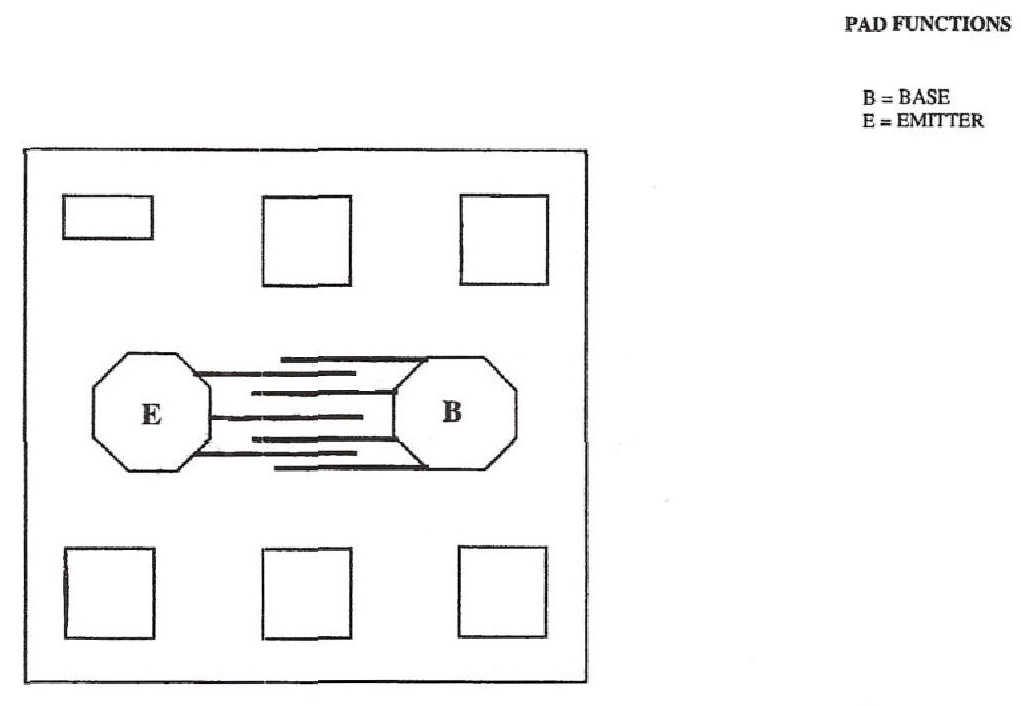 PAD FUNCTIONS
B = BASE
E = EMITTER
E
B